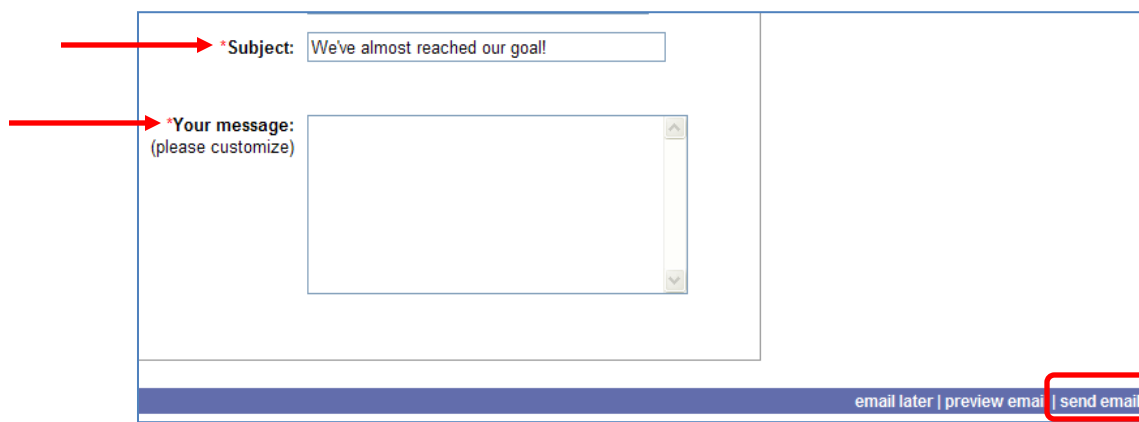 *Subject: We've almost reached our goal!
*Your message:
(please customize)
email later | preview email | send email